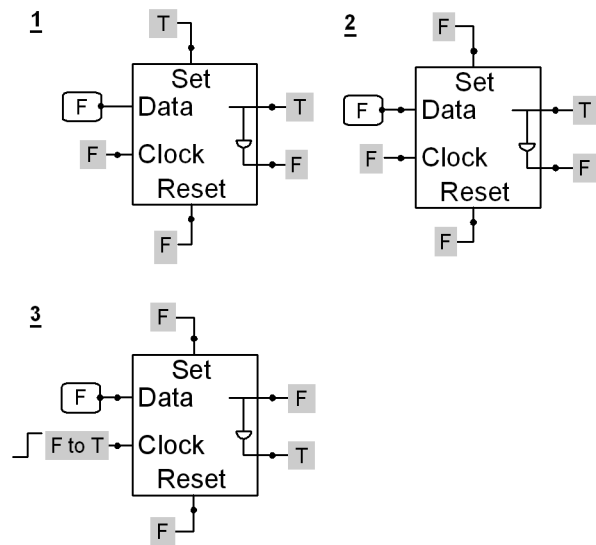 1
T
Set
F Data T
F Clock F
Reset
F
2
F
Set
F Data T
F Clock F
Reset
F
3
F
Set
F Data F
F to T Clock T
Reset
F